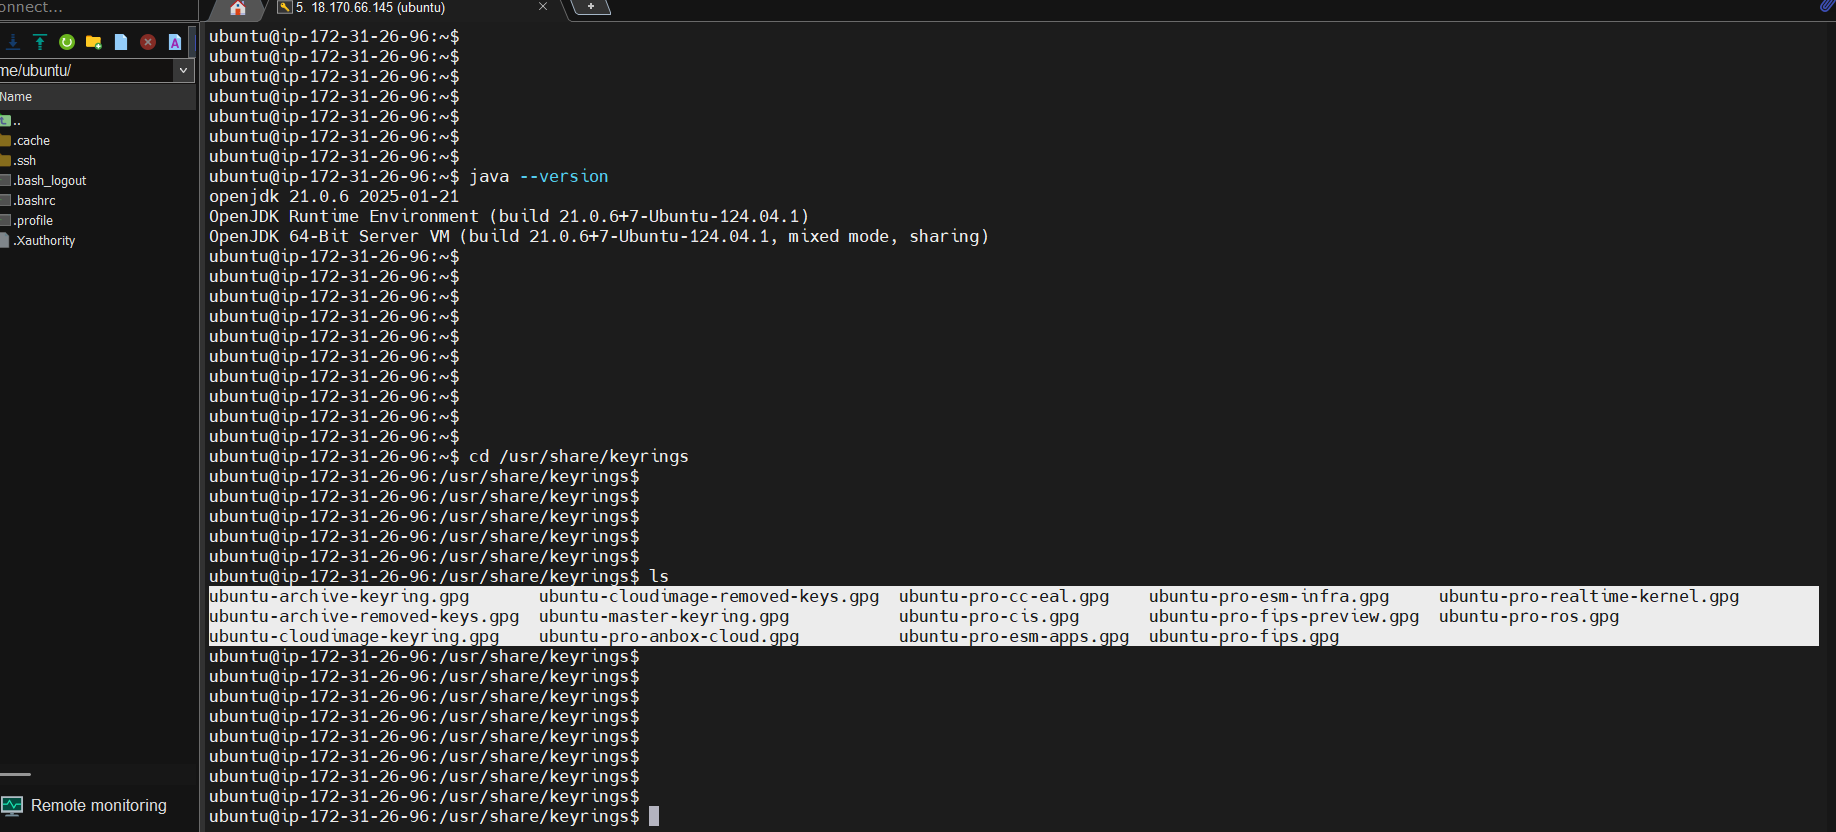 onnect...
5. 18.170.66.145 (ubuntu)
me/ubuntu/
Name
..
.cache
.ssh
.bash_logout
.bashrc
.profile
.Xauthority
Remote monitoring
ubuntu@ip-172-31-26-96:~$
ubuntu@ip-172-31-26-96:~$
ubuntu@ip-172-31-26-96:~$
ubuntu@ip-172-31-26-96:~$
ubuntu@ip-172-31-26-96:~$
ubuntu@ip-172-31-26-96:~$
ubuntu@ip-172-31-26-96:~$
ubuntu@ip-172-31-26-96:~$ java --version
openjdk 21.0.6 2025-01-21
OpenJDK Runtime Environment (build 21.0.6+7-Ubuntu-124.04.1)
OpenJDK 64-Bit Server VM (build 21.0.6+7-Ubuntu-124.04.1, mixed mode, sharing)
ubuntu@ip-172-31-26-96:~$
ubuntu@ip-172-31-26-96:~$
ubuntu@ip-172-31-26-96:~$
ubuntu@ip-172-31-26-96:~$
ubuntu@ip-172-31-26-96:~$
ubuntu@ip-172-31-26-96:~$
ubuntu@ip-172-31-26-96:~$
ubuntu@ip-172-31-26-96:~$
ubuntu@ip-172-31-26-96:~$
ubuntu@ip-172-31-26-96:~$
ubuntu@ip-172-31-26-96:~$ cd /usr/share/keyrings
ubuntu@ip-172-31-26-96:/usr/share/keyrings$
ubuntu@ip-172-31-26-96:/usr/share/keyrings$
ubuntu@ip-172-31-26-96:/usr/share/keyrings$
ubuntu@ip-172-31-26-96:/usr/share/keyrings$
ubuntu@ip-172-31-26-96:/usr/share/keyrings$
ubuntu@ip-172-31-26-96:/usr/share/keyrings$ ls
ubuntu-archive-keyring.gpg ubuntu-cloudimage-removed-keys.gpg ubuntu-pro-cc-eal.gpg ubuntu-pro-esm-infra.gpg ubuntu-pro-realtime-kernel.gpg
ubuntu-archive-removed-keys.gpg ubuntu-master-keyring.gpg ubuntu-pro-cis.gpg ubuntu-pro-fips-preview.gpg ubuntu-pro-ros.gpg
ubuntu-cloudimage-keyring.gpg ubuntu-pro-anbox-cloud.gpg ubuntu-pro-esm-apps.gpg ubuntu-pro-fips.gpg
ubuntu@ip-172-31-26-96:/usr/share/keyrings$
ubuntu@ip-172-31-26-96:/usr/share/keyrings$
ubuntu@ip-172-31-26-96:/usr/share/keyrings$
ubuntu@ip-172-31-26-96:/usr/share/keyrings$
ubuntu@ip-172-31-26-96:/usr/share/keyrings$
ubuntu@ip-172-31-26-96:/usr/share/keyrings$
ubuntu@ip-172-31-26-96:/usr/share/keyrings$
ubuntu@ip-172-31-26-96:/usr/share/keyrings$
ubuntu@ip-172-31-26-96:/usr/share/keyrings$